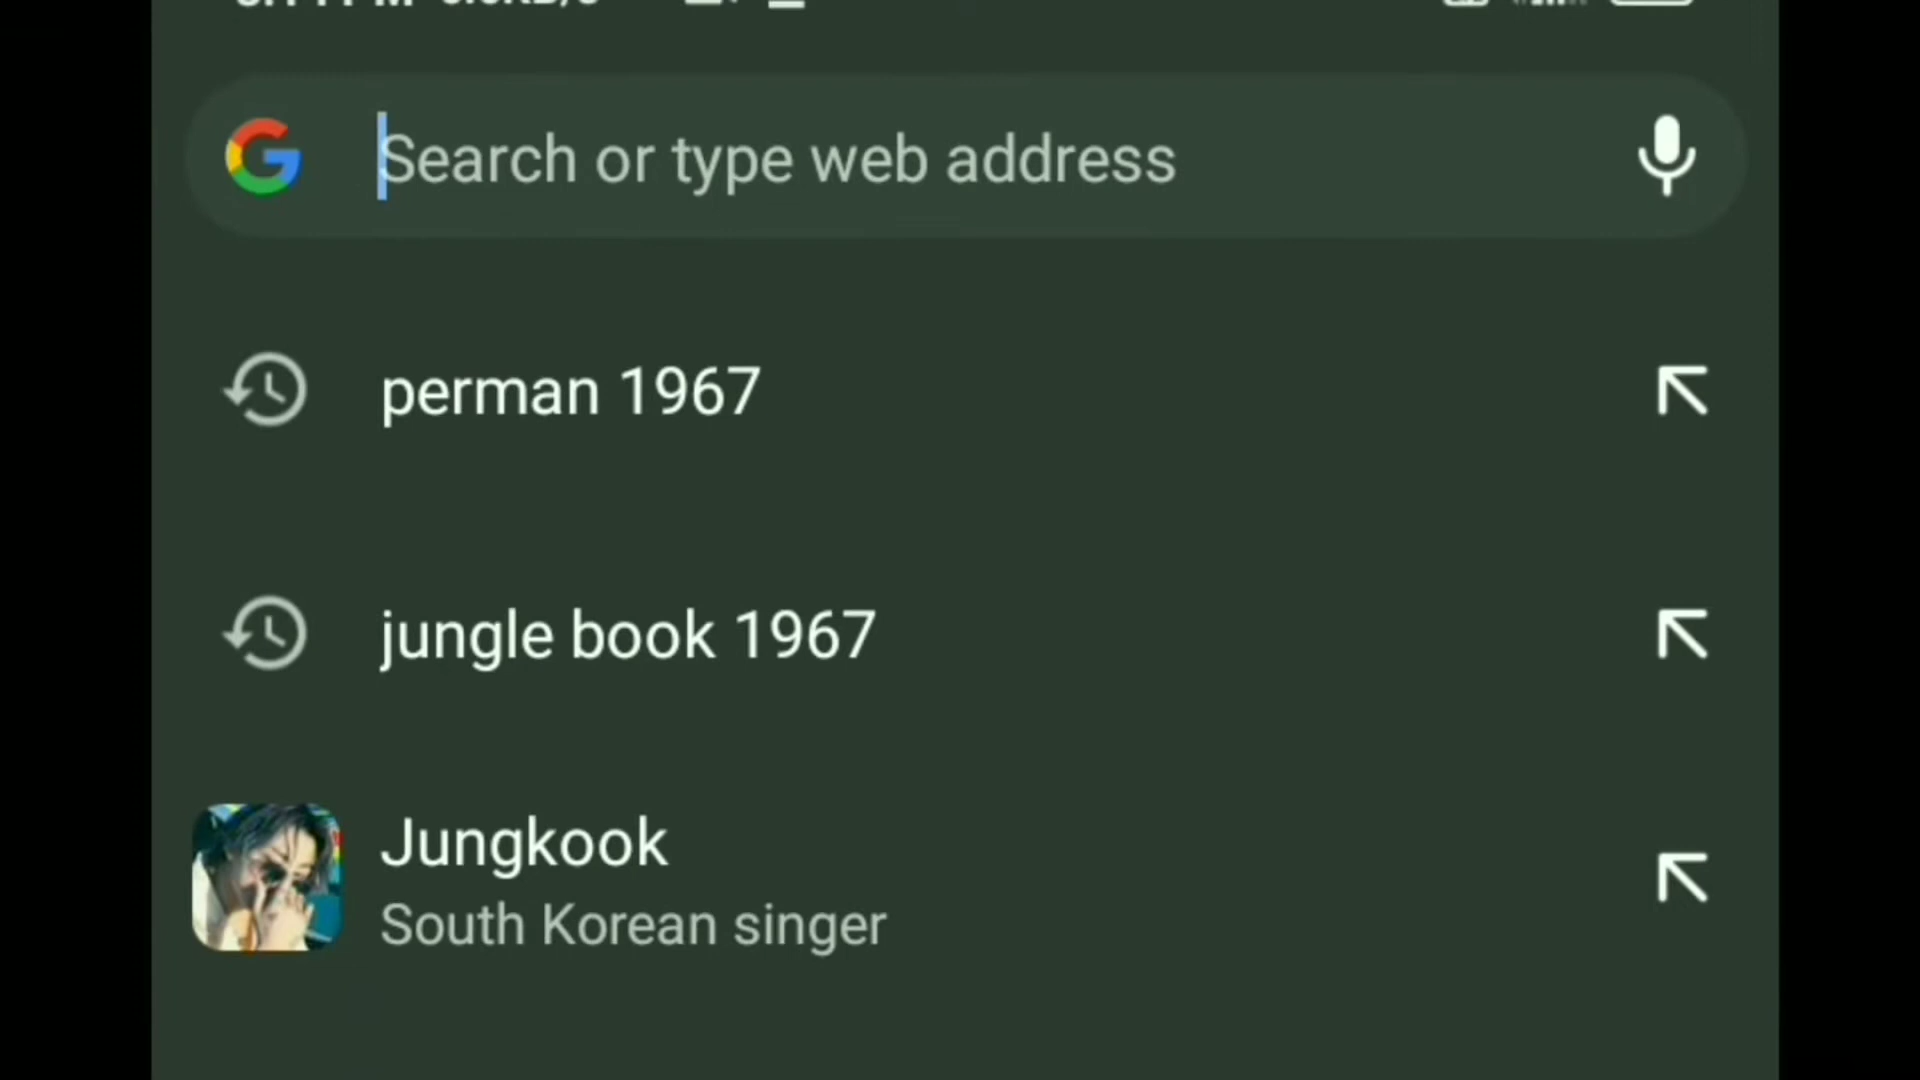 Search or type web address
perman 1967
jungle book 1967
Jungkook
South Korean singer